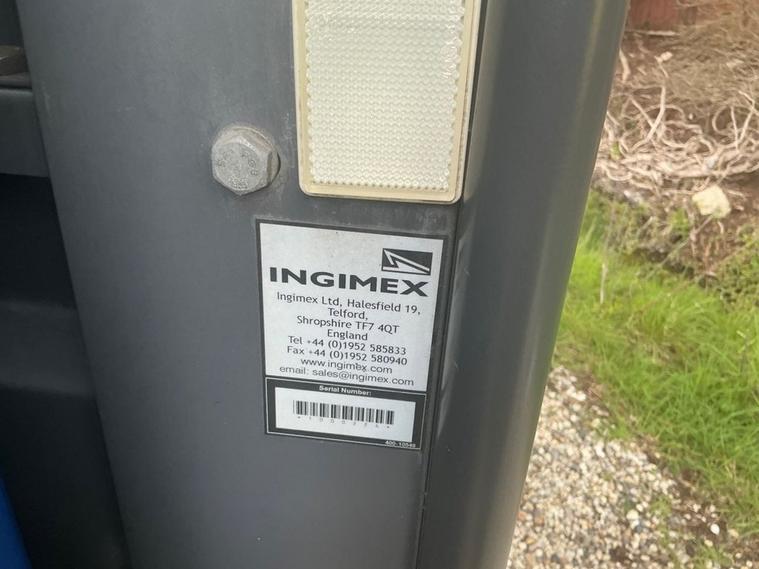 INGIMEX
Ingimex Ltd, Halesfield 19,
Telford,
Shropshire TF7 4QT
England
Tel +44 (0)1952 585833
Fax +44 (0)1952 580940
www.ingimex.com
email: sales@ingimex.com
Serial Number:
400-10549